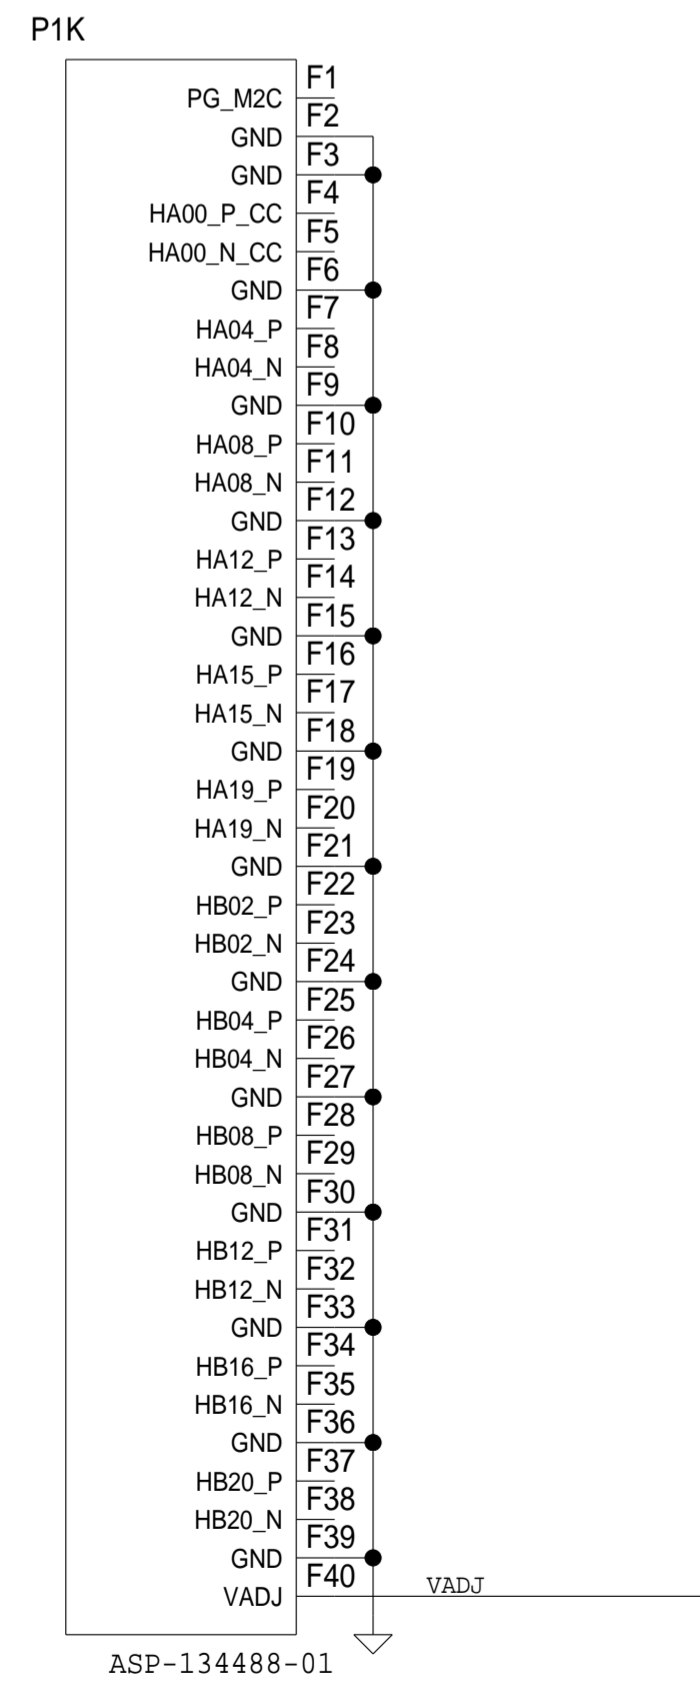 P1K
F1
PG_M2C
F2
GND
F3
GND
F4
HA00_P_CC
F5
HA00_N_CC
F6
GND
F7
HA04_P
F8
HA04_N
F9
GND
F10
HA08_P
F11
HA08_N
F12
GND
F13
HA12_P
F14
HA12_N
F15
GND
F16
HA15_P
F17
HA15_N
F18
GND
F19
HA19_P
F20
HA19_N
F21
GND
F22
HB02_P
F23
HB02_N
F24
GND
F25
HB04_P
F26
HB04_N
F27
GND
F28
HB08_P
F29
HB08_N
F30
GND
F31
HB12_P
F32
HB12_N
F33
GND
F34
HB16_P
F35
HB16_N
F36
GND
F37
HB20_P
F38
HB20_N
F39
GND
F40
VADJ VADJ
ASP-134488-01